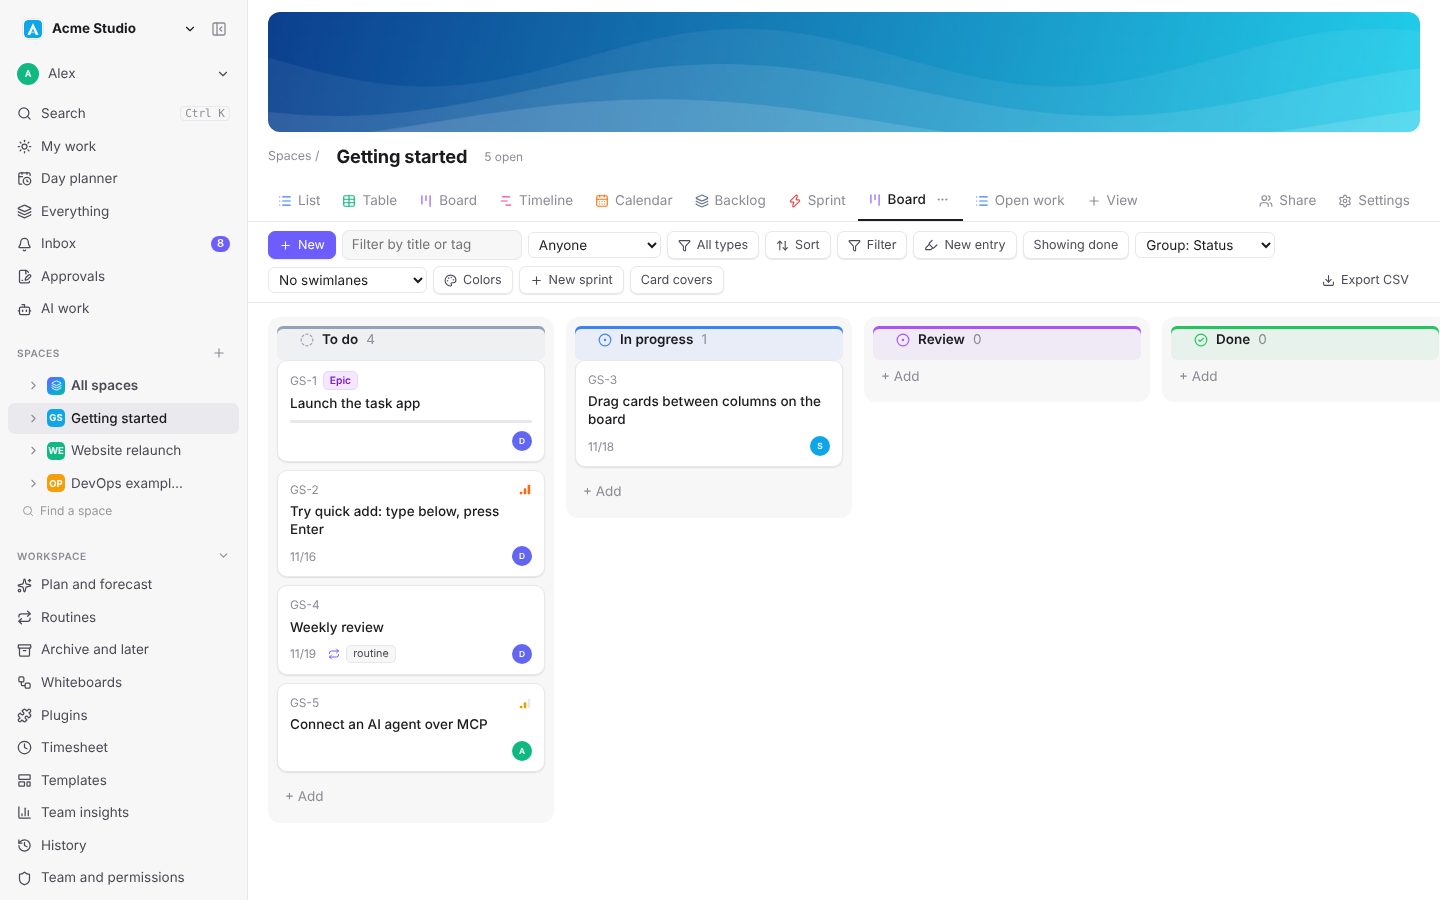 Acme Studio
A
Alex
Search
Ctrl K
My work
Day planner
Everything
Inbox
8
Approvals
AI work
SPACES
All spaces
GS
Getting started
WE
Website relaunch
OP
DevOps exampl...
Find a space
WORKSPACE
Plan and forecast
Routines
Archive and later
Whiteboards
Plugins
Timesheet
Templates
Team insights
History
Team and permissions
Spaces /
Getting started
5 open
List
Table
Board
Timeline
Calendar
Backlog
Sprint
Board
Open work
View
Share
Settings
New
Filter by title or tag
Anyone
All types
Sort
Filter
New entry
Showing done
Group: Status
No swimlanes
Colors
New sprint
Card covers
Export CSV
To do 4
GS-1 Epic
Launch the task app
D
GS-2
Try quick add: type below, press
Enter
11/16
D
GS-4
Weekly review
11/19
routine
D
GS-5
Connect an AI agent over MCP
A
+ Add
In progress 1
GS-3
Drag cards between columns on the
board
11/18
S
+ Add
Review 0
+ Add
Done 0
+ Add